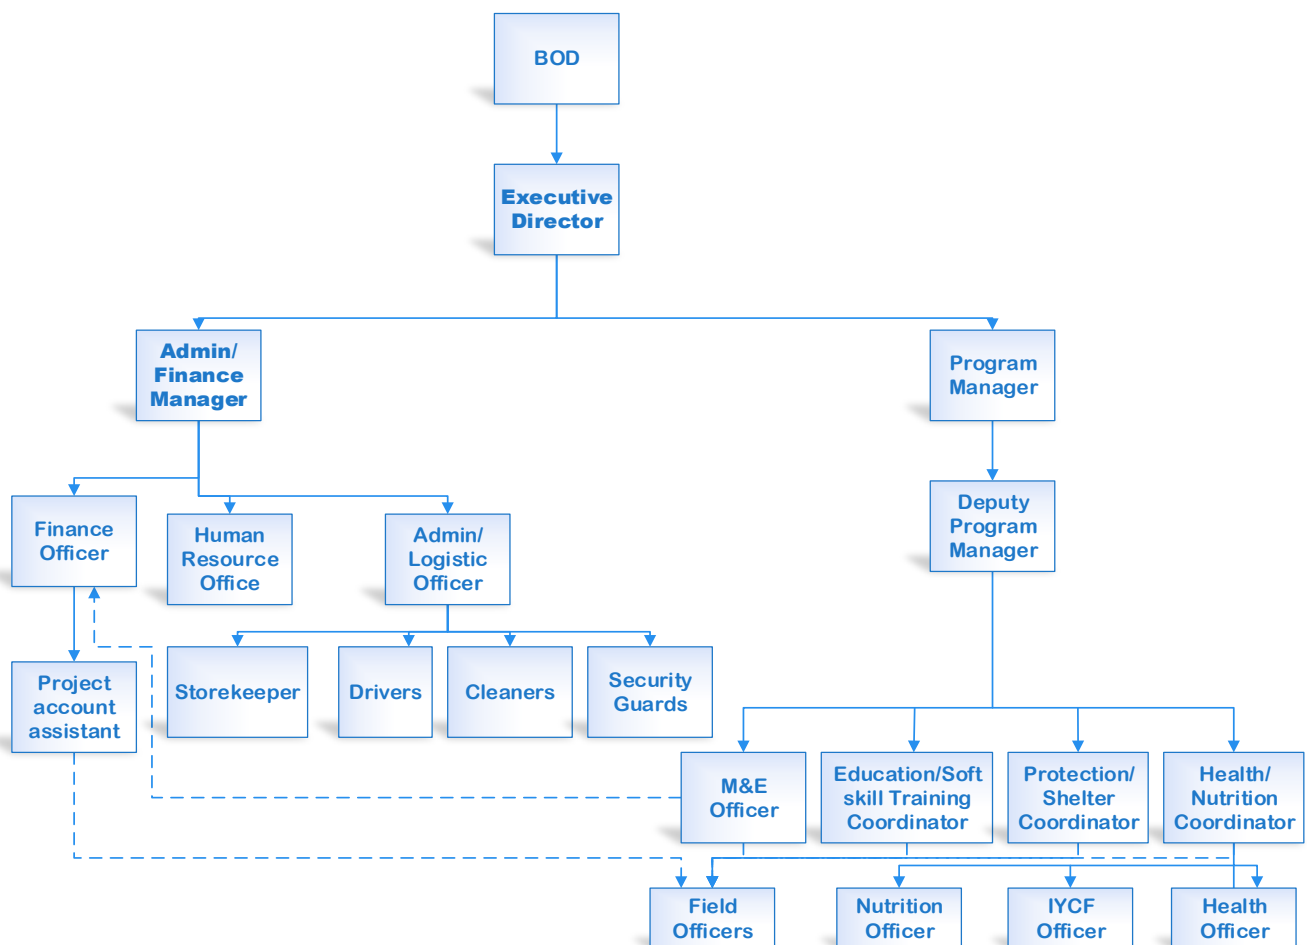 BOD
Executive
Director
Admin/
Finance
Manager
Program
Manager
Finance
Officer
Human
Resource
Office
Admin/
Logistic
Officer
Deputy
Program
Manager
Project
account
assistant
Storekeeper
Drivers
Cleaners
Security
Guards
M&E
Officer
Education/Soft
skill Training
Coordinator
Protection/
Shelter
Coordinator
Health/
Nutrition
Coordinator
Field
Officers
Nutrition
Officer
IYCF
Officer
Health
Officer